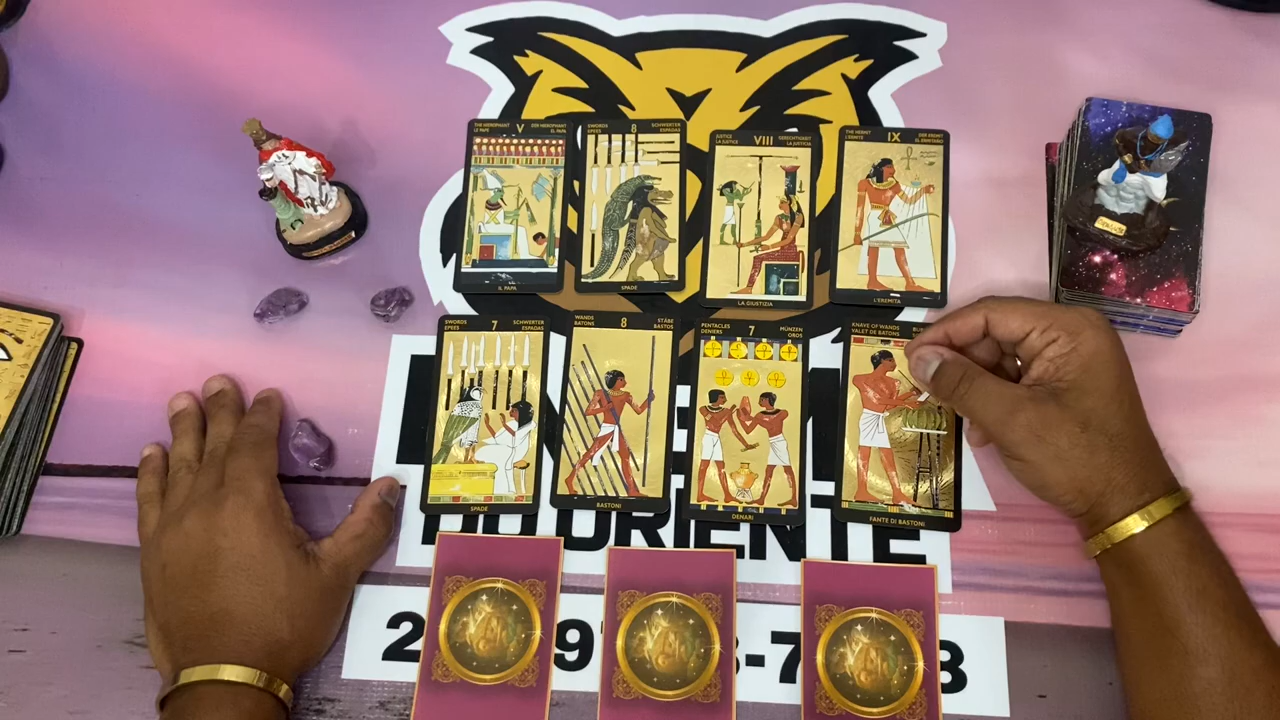 THE HIEROPHANT V DER HIEROPHANT
LE PAPE EL PAPA
IL PAPA
SWORDS 8 SCHWERTER
EPEES ESPADAS
SPADE
JUSTICE VIII GERECHTIGKEIT
LA JUSTICE LA JUSTICIA
LA GIUSTIZIA
THE HERMIT IX DER EREMIT
L'ERMITE EL ERMITAÑO
L'EREMITA
SWORDS 7 SCHWERTER
EPEES ESPADAS
SPADE
WANDS 8 STÄBE
BATONS BASTOS
BASTONI
PENTACLES 7 MÜNZEN
DENIERS OROS
DENARI
KNAVE OF WANDS
VALET DE BATONS
FANTE DI BASTONI
DO ORIENTE